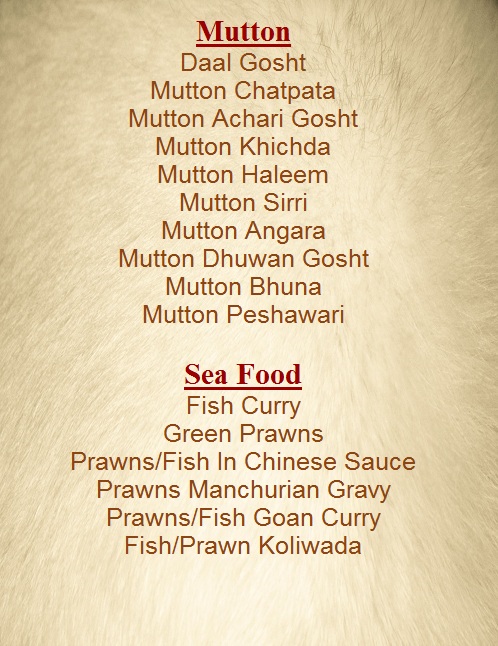 Mutton
Daal Gosht
Mutton Chatpata
Mutton Achari Gosht
Mutton Khichda
Mutton Haleem
Mutton Sirri
Mutton Angara
Mutton Dhuwan Gosht
Mutton Bhuna
Mutton Peshawari
Sea Food
Fish Curry
Green Prawns
Prawns/Fish In Chinese Sauce
Prawns Manchurian Gravy
Prawns/Fish Goan Curry
Fish/Prawn Koliwada